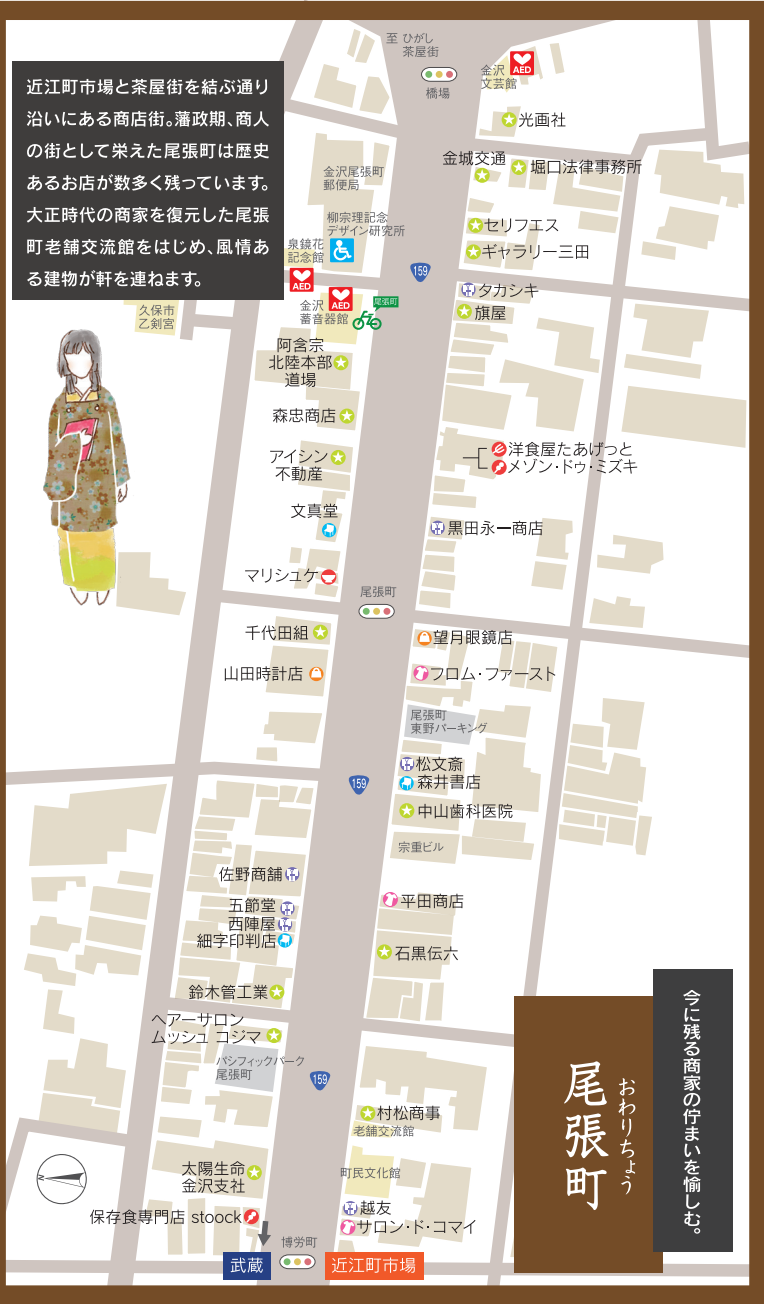 至 ひがし
茶屋街
橋場
金沢
文芸館
AED
近江町市場と茶屋街を結ぶ通り
沿いにある商店街。藩政期、商人
の街として栄えた尾張町は歴史
あるお店が数多く残っています。
大正時代の商家を復元した尾張
町老舗交流館をはじめ、風情あ
る建物が軒を連ねます。
光画社
金城交通
堀口法律事務所
金沢尾張町
郵便局
柳宗理記念
デザイン研究所
セリフエス
泉鏡花
記念館
ギャラリー三田
159
AED
タカシキ
AED
尾張町
金沢
蓄音器館
旗屋
久保市
乙剣宮
阿含宗
北陸本部
道場
森忠商店
洋食屋たあげっと
メゾン・ドゥ・ミズキ
アイシン
不動産
文真堂
黒田永一商店
マリシュケ
尾張町
千代田組
望月眼鏡店
山田時計店
フロム・ファースト
尾張町
東野パーキング
松文斎
森井書店
159
中山歯科医院
宗重ビル
佐野商舗
平田商店
五節堂
西陣屋
細字印判店
石黒伝六
鈴木管工業
ヘアーサロン
ムッシュ コジマ
パシフィックパーク
尾張町
159
村松商事
老舗交流館
町民文化館
太陽生命
金沢支社
越友
サロン・ド・コマイ
保存食専門店 stoock
博労町
武蔵
近江町市場
N
今に残る商家の佇まいを愉しむ。
おわりちょう
尾張町